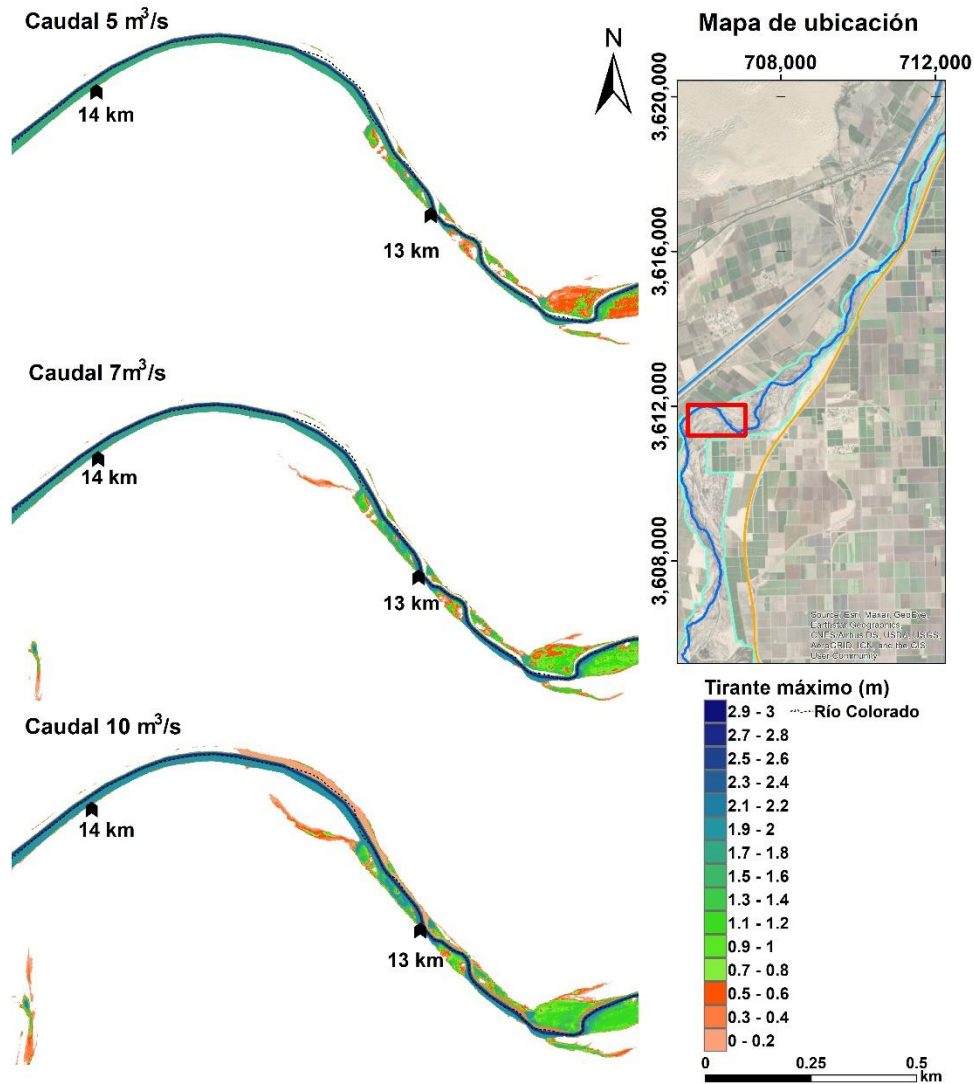 Caudal 5 m³/s
14 km
13 km
N
Caudal 7m³/s
14 km
13 km
Caudal 10 m³/s
14 km
13 km
Mapa de ubicación
708,000
712,000
3,620,000
3,616,000
3,612,000
3,608,000
Source: Esri, Maxar, GeoEye,
Earthstar Geographics,
CNES/Airbus DS, USDA, USGS,
AeroGRID, IGN, and the GIS
User Community
Tirante máximo (m)
2.9 - 3
Río Colorado
2.7 - 2.8
2.5 - 2.6
2.3 - 2.4
2.1 - 2.2
1.9 - 2
1.7 - 1.8
1.5 - 1.6
1.3 - 1.4
1.1 - 1.2
0.9 - 1
0.7 - 0.8
0.5 - 0.6
0.3 - 0.4
0 - 0.2
0 0.25 0.5
km